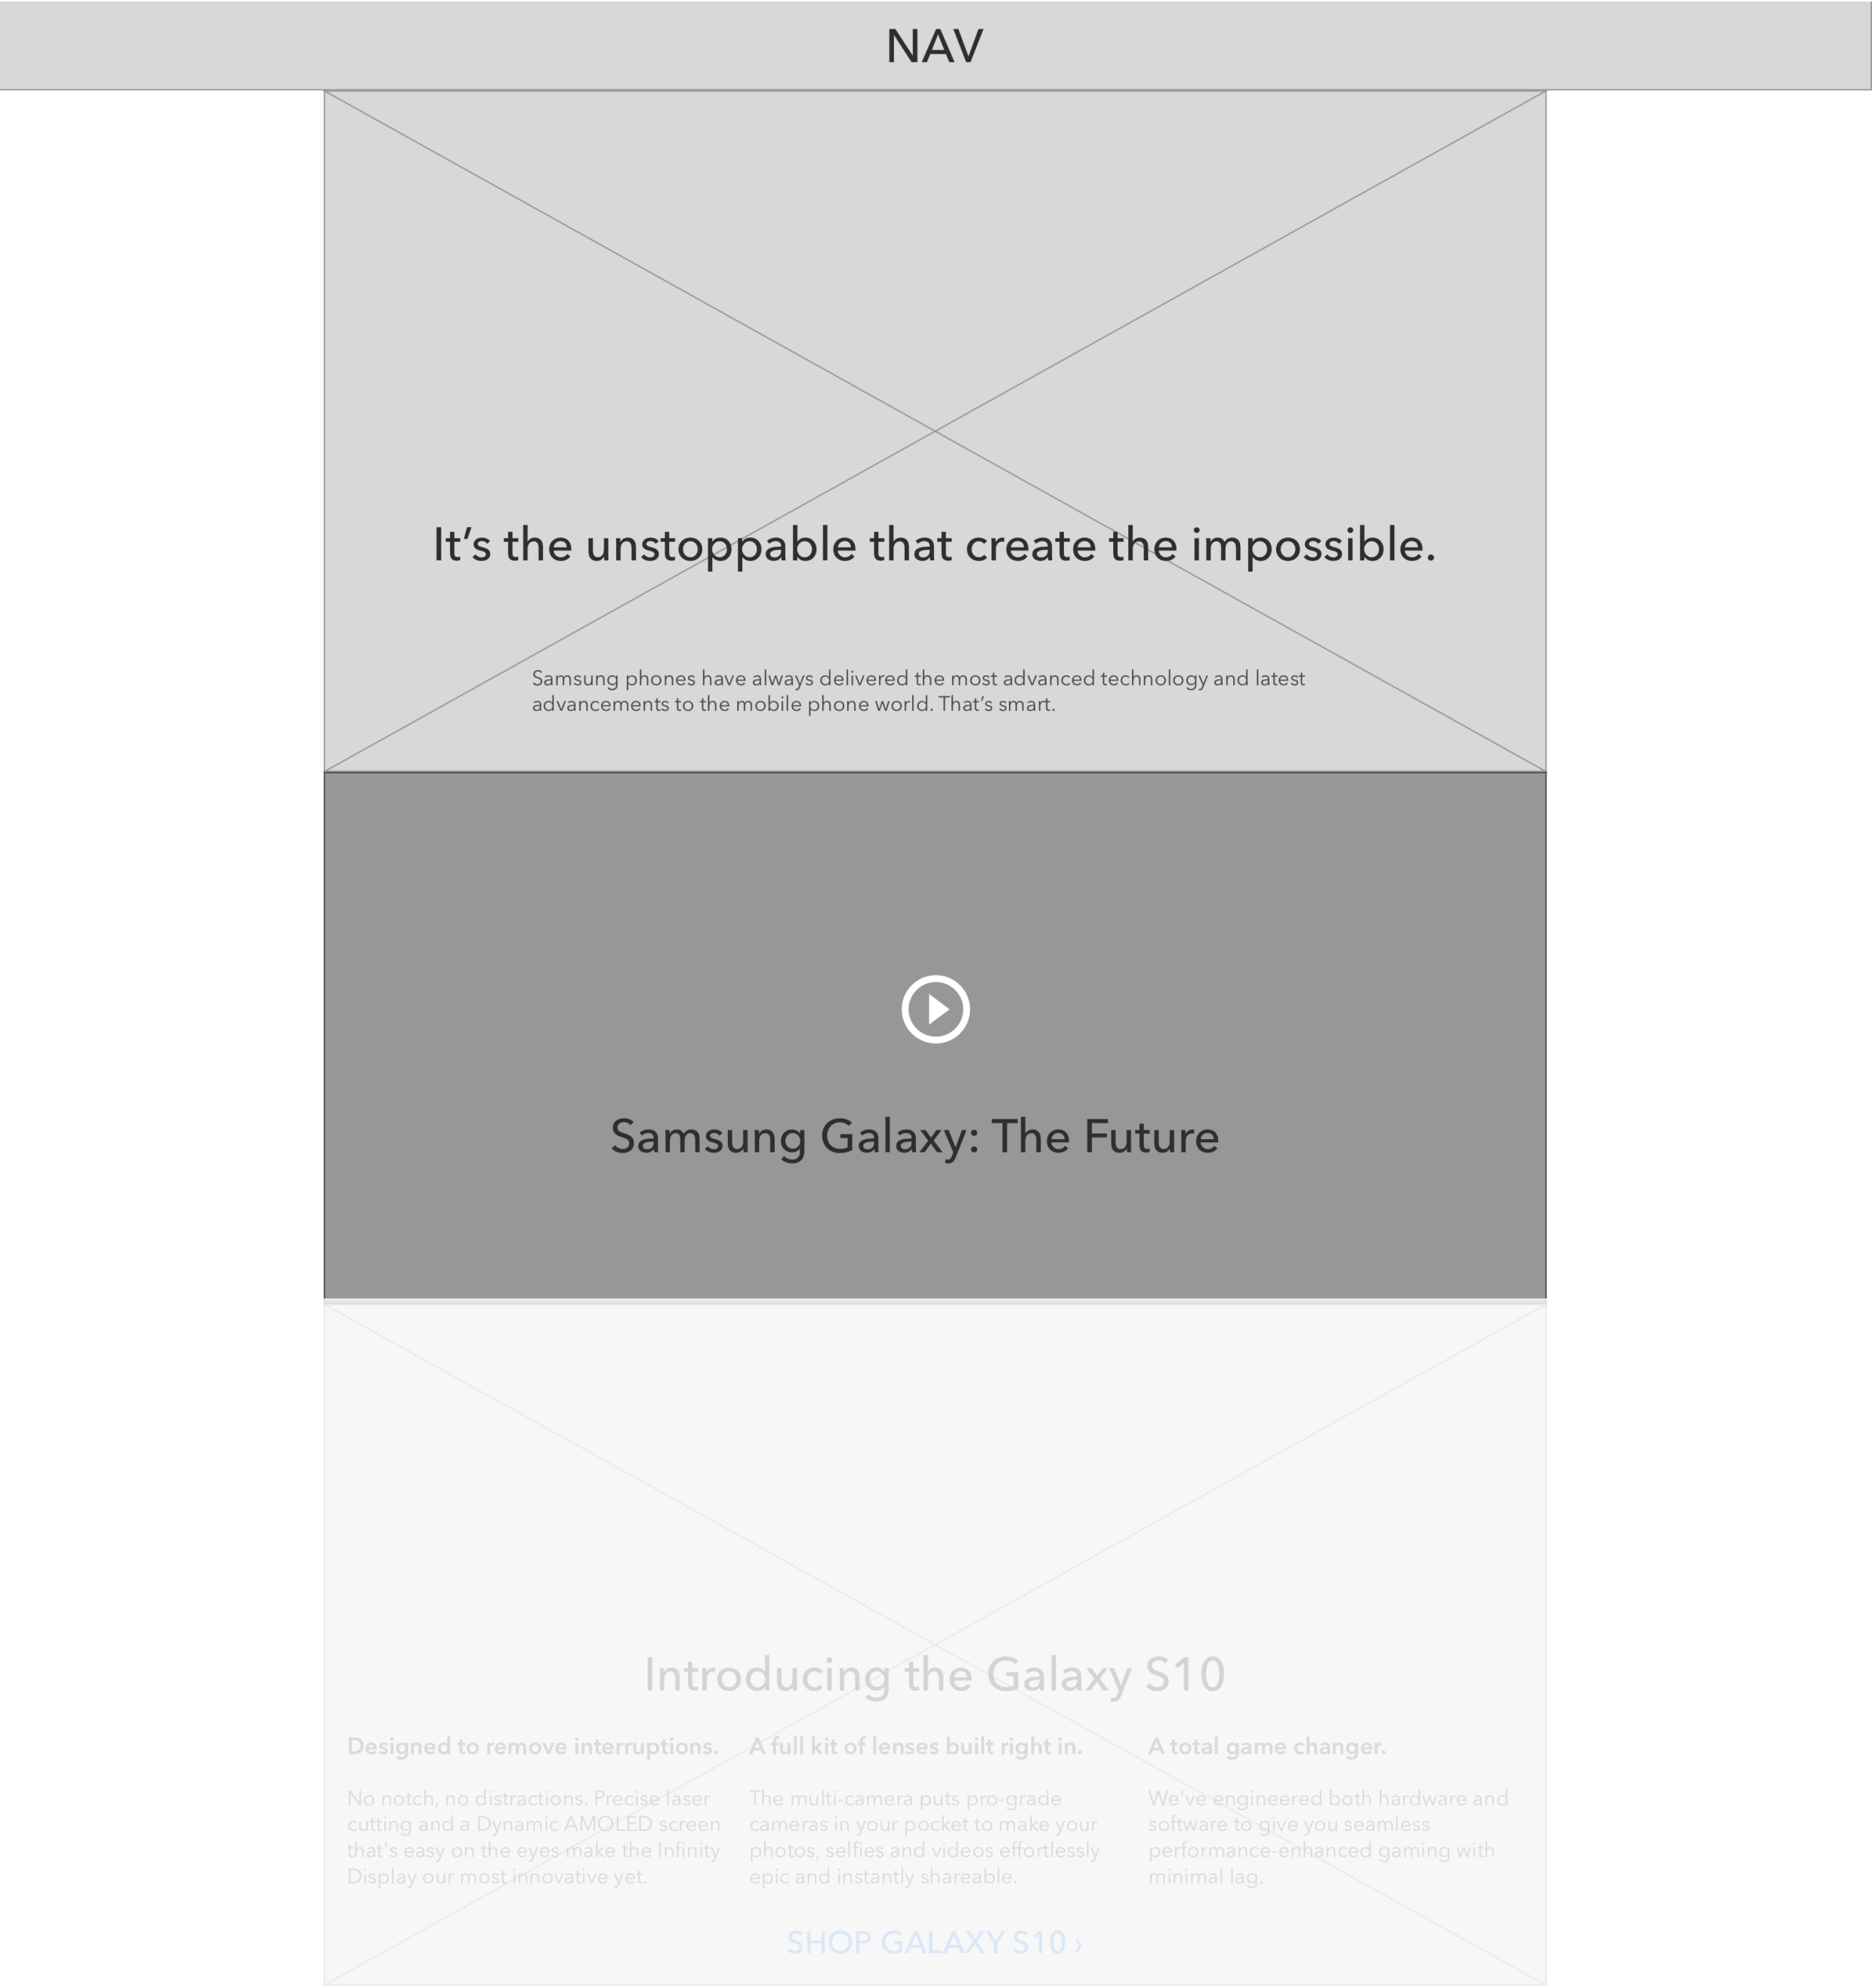 NAV
It’s the unstoppable that create the impossible.
Samsung phones have always delivered the most advanced technology and latest
advancements to the mobile phone world. That’s smart.
Samsung Galaxy: The Future
Introducing the Galaxy S10
Designed to remove interruptions.
No notch, no distractions. Precise laser
cutting and a Dynamic AMOLED screen
that's easy on the eyes make the Infinity
Display our most innovative yet.
A full kit of lenses built right in.
The multi-camera puts pro-grade
cameras in your pocket to make your
photos, selfies and videos effortlessly
epic and instantly shareable.
A total game changer.
We've engineered both hardware and
software to give you seamless
performance-enhanced gaming with
minimal lag.
SHOP GALAXY S10 ›